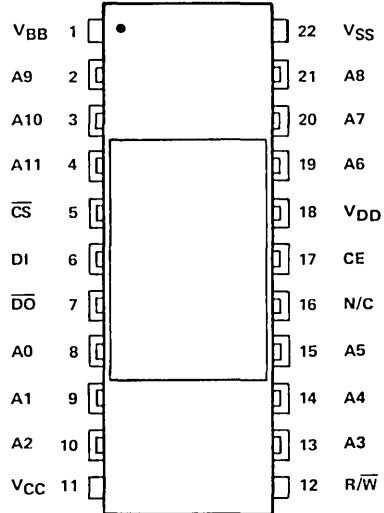 VBB 1 22 VSS
A9 2 21 A8
A10 3 20 A7
A11 4 19 A6
C̅S̅ 5 18 VDD
DI 6 17 CE
D̅O̅ 7 16 N/C
A0 8 15 A5
A1 9 14 A4
A2 10 13 A3
VCC 11 12 R/W̅